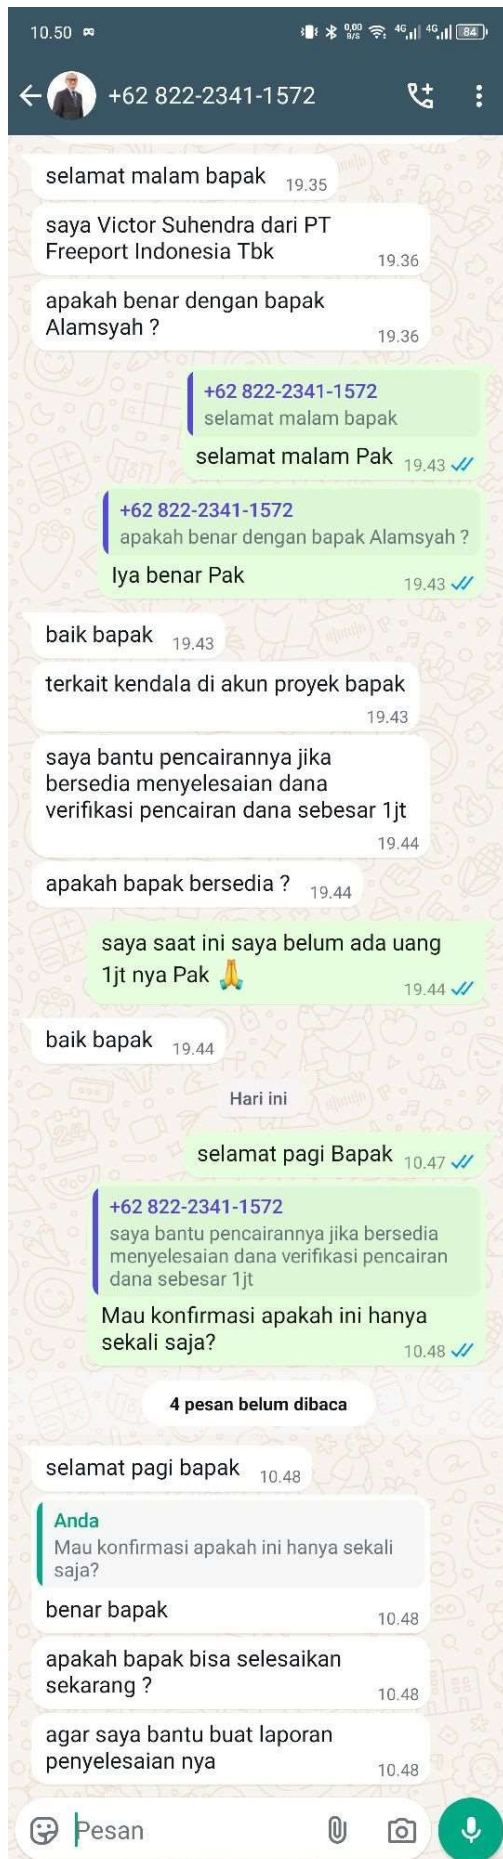 10.50
0,00
B/s
4G
4G
84
+62 822-2341-1572
selamat malam bapak 19.35
saya Victor Suhendra dari PT
Freeport Indonesia Tbk 19.36
apakah benar dengan bapak
Alamsyah ? 19.36
+62 822-2341-1572
selamat malam bapak
selamat malam Pak 19.43
+62 822-2341-1572
apakah benar dengan bapak Alamsyah ?
Iya benar Pak 19.43
baik bapak 19.43
terkait kendala di akun proyek bapak
19.43
saya bantu pencairannya jika
bersedia menyelesaian dana
verifikasi pencairan dana sebesar 1jt
19.44
apakah bapak bersedia ? 19.44
saya saat ini saya belum ada uang
1jt nya Pak 🙏 19.44
baik bapak 19.44
Hari ini
selamat pagi Bapak 10.47
+62 822-2341-1572
saya bantu pencairannya jika bersedia
menyelesaian dana verifikasi pencairan
dana sebesar 1jt
Mau konfirmasi apakah ini hanya
sekali saja? 10.48
4 pesan belum dibaca
selamat pagi bapak 10.48
Anda
Mau konfirmasi apakah ini hanya sekali
saja?
benar bapak 10.48
apakah bapak bisa selesaikan
sekarang ? 10.48
agar saya bantu buat laporan
penyelesaian nya 10.48
Pesan